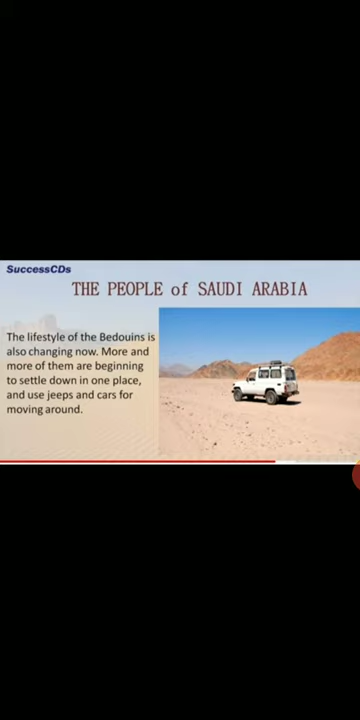 SuccessCDs
THE PEOPLE of SAUDI ARABIA
The lifestyle of the Bedouins is
also changing now. More and
more of them are beginning
to settle down in one place,
and use jeeps and cars for
moving around.